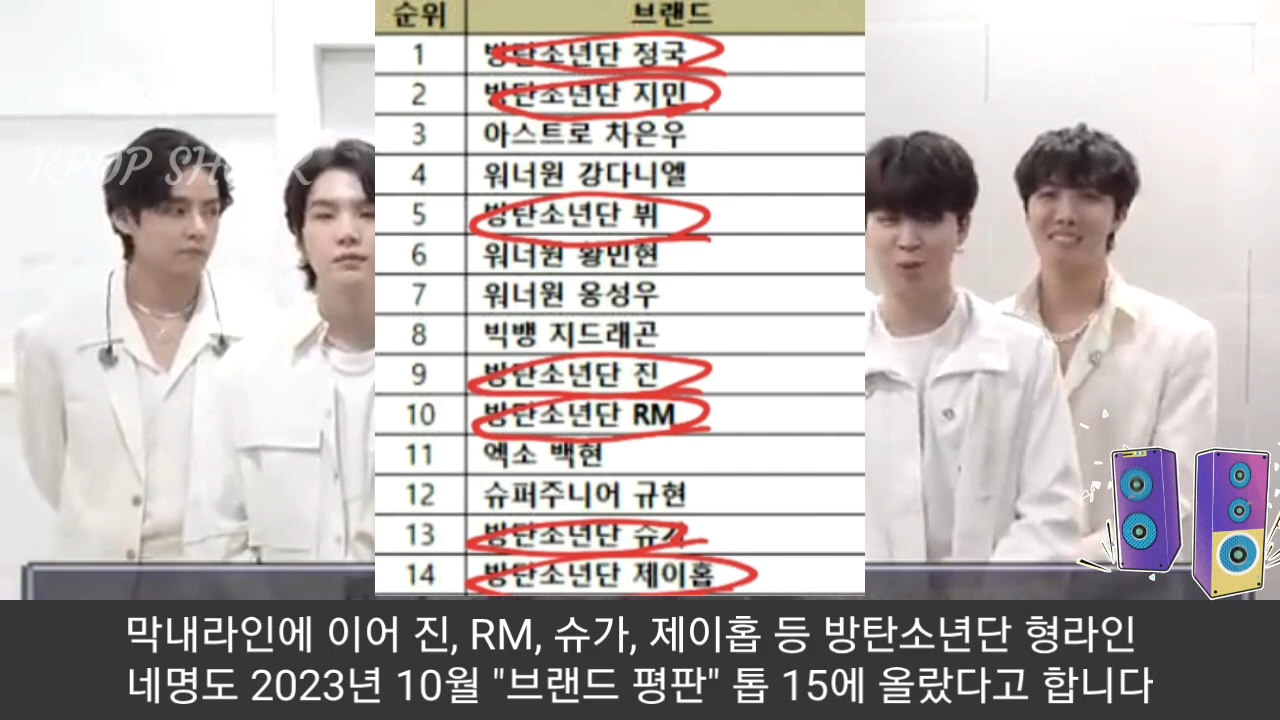 순위 브랜드
1 방탄소년단 정국
2 방탄소년단 지민
3 아스트로 차은우
4 워너원 강다니엘
5 방탄소년단 뷔
6 워너원 황민현
7 워너원 옹성우
8 빅뱅 지드래곤
9 방탄소년단 진
10 방탄소년단 RM
11 엑소 백현
12 슈퍼주니어 규현
13 방탄소년단 슈가
14 방탄소년단 제이홉
KPOP SH
막내라인에 이어 진, RM, 슈가, 제이홉 등 방탄소년단 형라인
네명도 2023년 10월 "브랜드 평판" 톱 15에 올랐다고 합니다